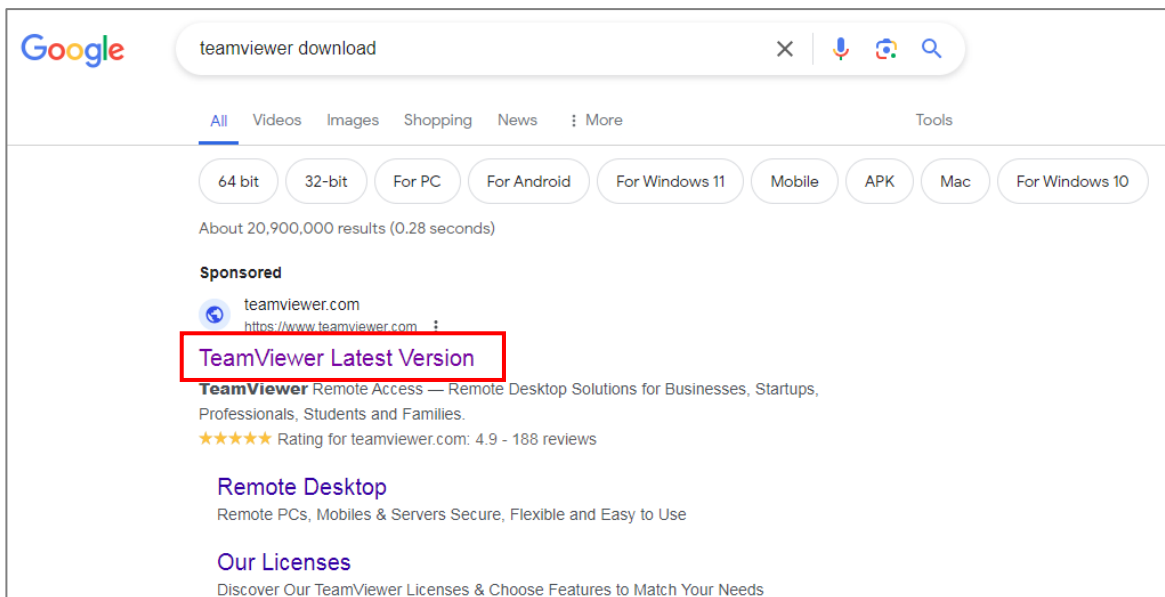 Google
teamviewer download
All Videos Images Shopping News More Tools
64 bit 32-bit For PC For Android For Windows 11 Mobile APK Mac For Windows 10
About 20,900,000 results (0.28 seconds)
Sponsored
teamviewer.com
https://www.teamviewer.com
TeamViewer Latest Version
TeamViewer Remote Access — Remote Desktop Solutions for Businesses, Startups,
Professionals, Students and Families.
Rating for teamviewer.com: 4.9 - 188 reviews
Remote Desktop
Remote PCs, Mobiles & Servers Secure, Flexible and Easy to Use
Our Licenses
Discover Our TeamViewer Licenses & Choose Features to Match Your Needs